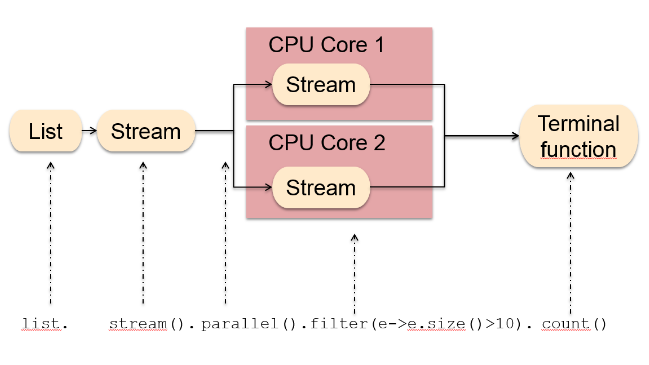 CPU Core 1
Stream
List
Stream
CPU Core 2
Stream
Terminal
function
list. stream().parallel().filter(e->e.size()>10). count()